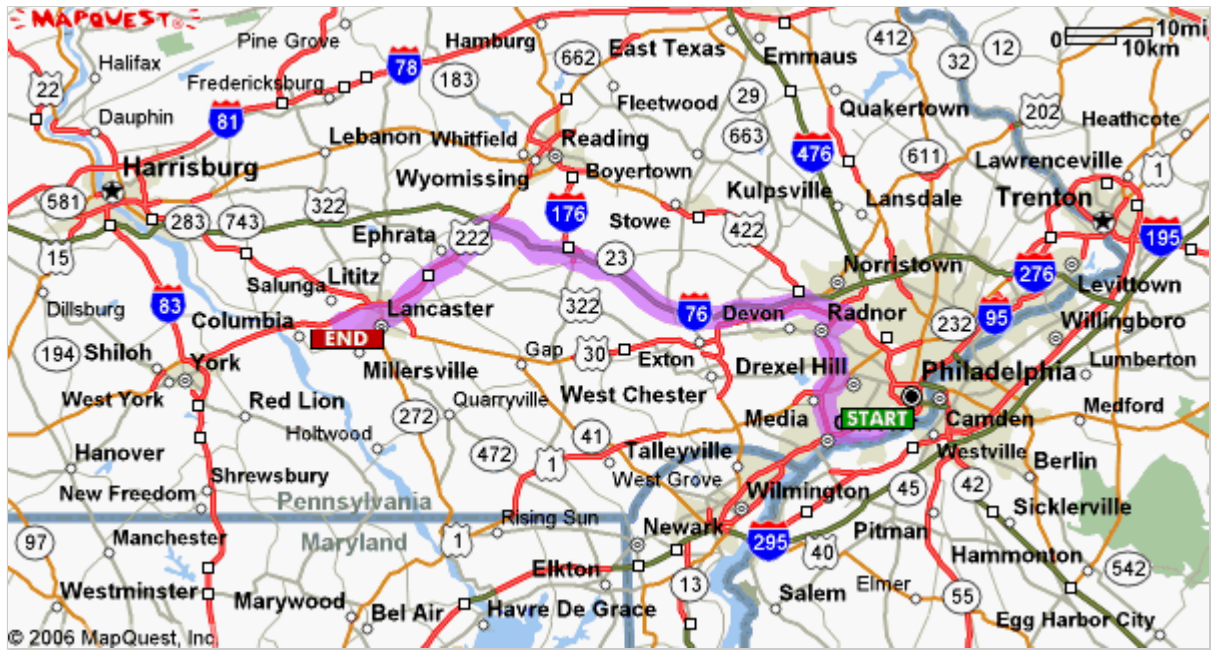 MAPQUEST
10mi
0
10km
Pine Grove
Hamburg
East Texas
Emmaus
412
12
32
Halifax
78
662
22
Fredericksburg
183
Fleetwood
29
Quakertown
202
Dauphin
81
Lebanon
Whitfield
Reading
663
476
Heathcote
Harrisburg
Wyomissing
Boyertown
Kulpsville
611
Lawrenceville
1
581
283
743
322
176
Stowe
Lansdale
Trenton
15
Ephrata
222
422
195
23
Norristown
276
Lititz
Salunga
Levittown
Dillsburg
83
Lancaster
322
76
Devon
Radnor
95
Willingboro
Columbia
END
232
194
Shiloh
York
Gap
30
Exton
Drexel Hill
Philadelphia
Lumberton
Millersville
West Chester
West York
Red Lion
272
Quarryville
Media
START
Camden
Medford
Holtwood
41
Hanover
472
1
Talleyville
Westville
Berlin
Shrewsbury
West Grove
New Freedom
Pennsylvania
Wilmington
45
42
Sicklerville
Rising Sun
Newark
Pitman
97
Manchester
Maryland
1
295
40
Hammonton
542
Elkton
13
Elmer
Westminster
Marywood
Bel Air
Havre De Grace
Salem
55
Egg Harbor City
© 2006 MapQuest, Inc